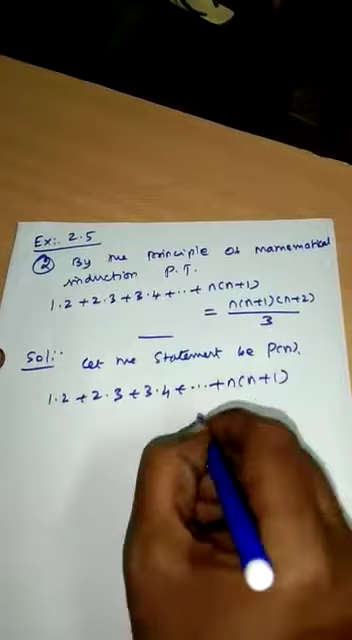 Ex:. 2.5
② By the Principle of mathematical
induction P.T.
1.2 + 2.3 + 3.4 + ... + n(n+1)
= n(n+1)(n+2)/3
Sol:. Let the Statement be P(n).
1.2 + 2.3 + 3.4 + ... + n(n+1)